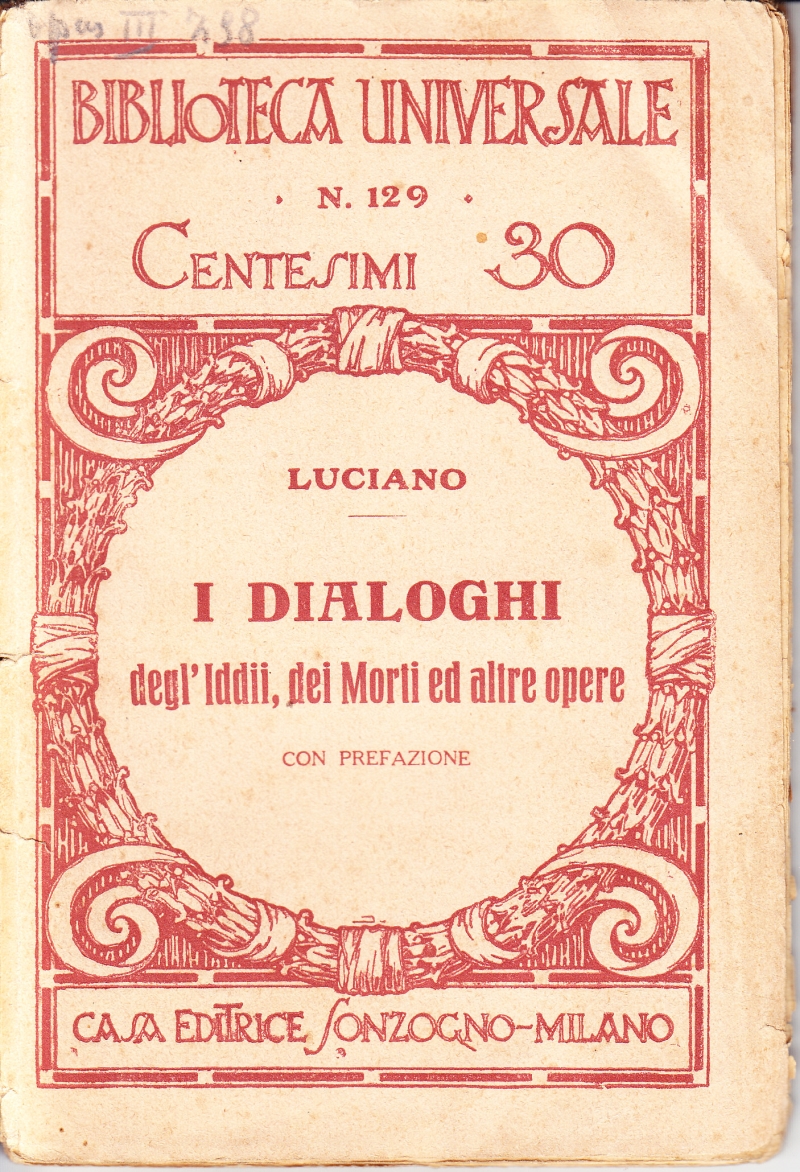 III
BIBLIOTECA UNIVERSALE
· N. 129 ·
CENTESIMI 30
LUCIANO
I DIALOGHI
degl'Iddii, dei Morti ed altre opere
CON PREFAZIONE
CASA EDITRICE SONZOGNO-MILANO